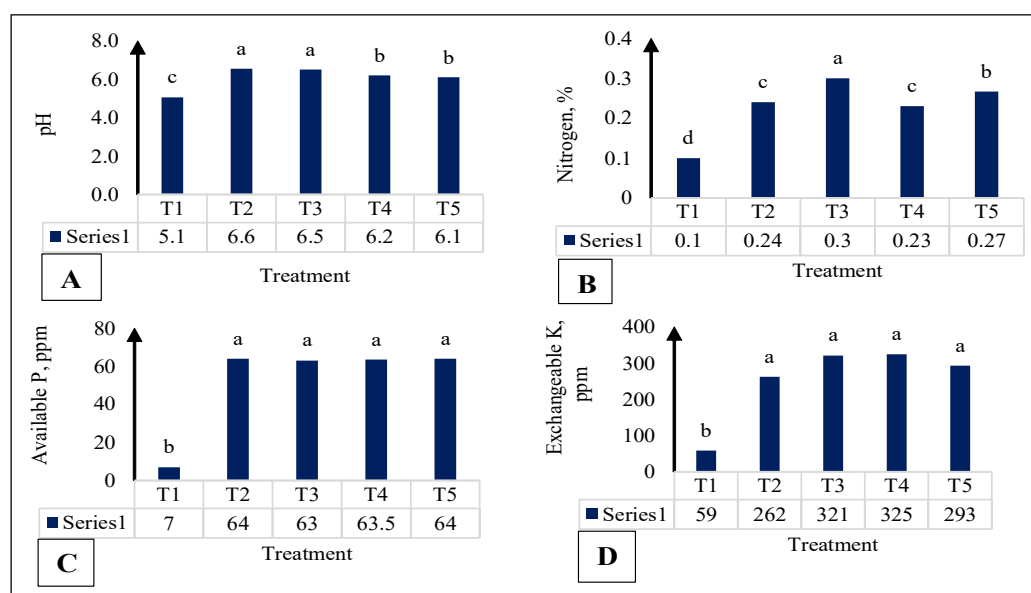 8.0
6.0
4.0
2.0
0.0
pH
c
a
a
b
b
T1 T2 T3 T4 T5
Series1 5.1 6.6 6.5 6.2 6.1
Treatment
A
0.4
0.3
0.2
0.1
0
Nitrogen, %
d
c
a
c
b
T1 T2 T3 T4 T5
Series1 0.1 0.24 0.3 0.23 0.27
Treatment
B
80
60
40
20
0
Available P, ppm
b
a
a
a
a
T1 T2 T3 T4 T5
Series1 7 64 63 63.5 64
Treatment
C
400
300
200
100
0
Exchangeable K,
ppm
b
a
a
a
a
T1 T2 T3 T4 T5
Series1 59 262 321 325 293
Treatment
D